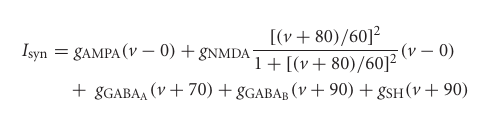 I_syn = g_AMPA(v − 0) + g_NMDA [(v + 80)/60]² / 1 + [(v + 80)/60]² (v − 0)
+ g_GABA_A(v + 70) + g_GABA_B(v + 90) + g_SH(v + 90)